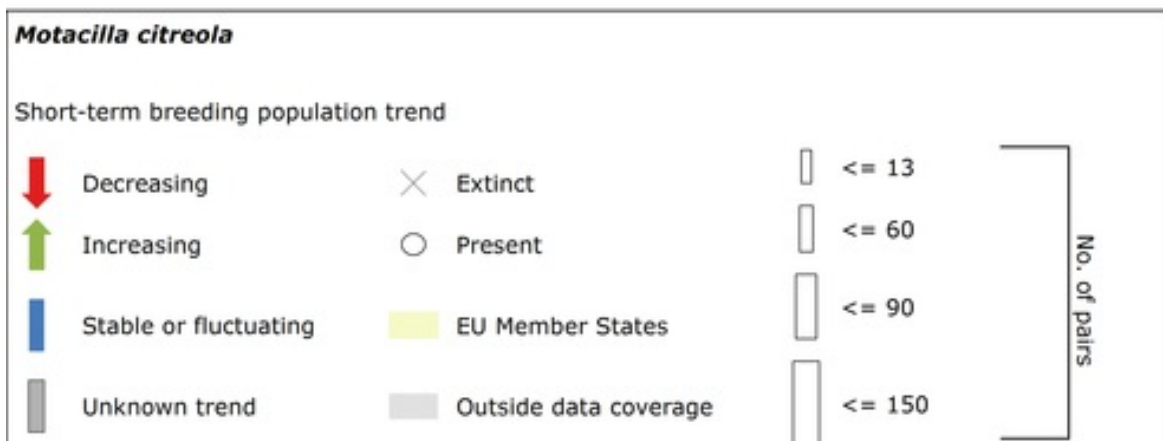 Motacilla citreola
Short-term breeding population trend
Decreasing
Increasing
Stable or fluctuating
Unknown trend
Extinct
Present
EU Member States
Outside data coverage
<= 13
<= 60
<= 90
<= 150
No. of pairs